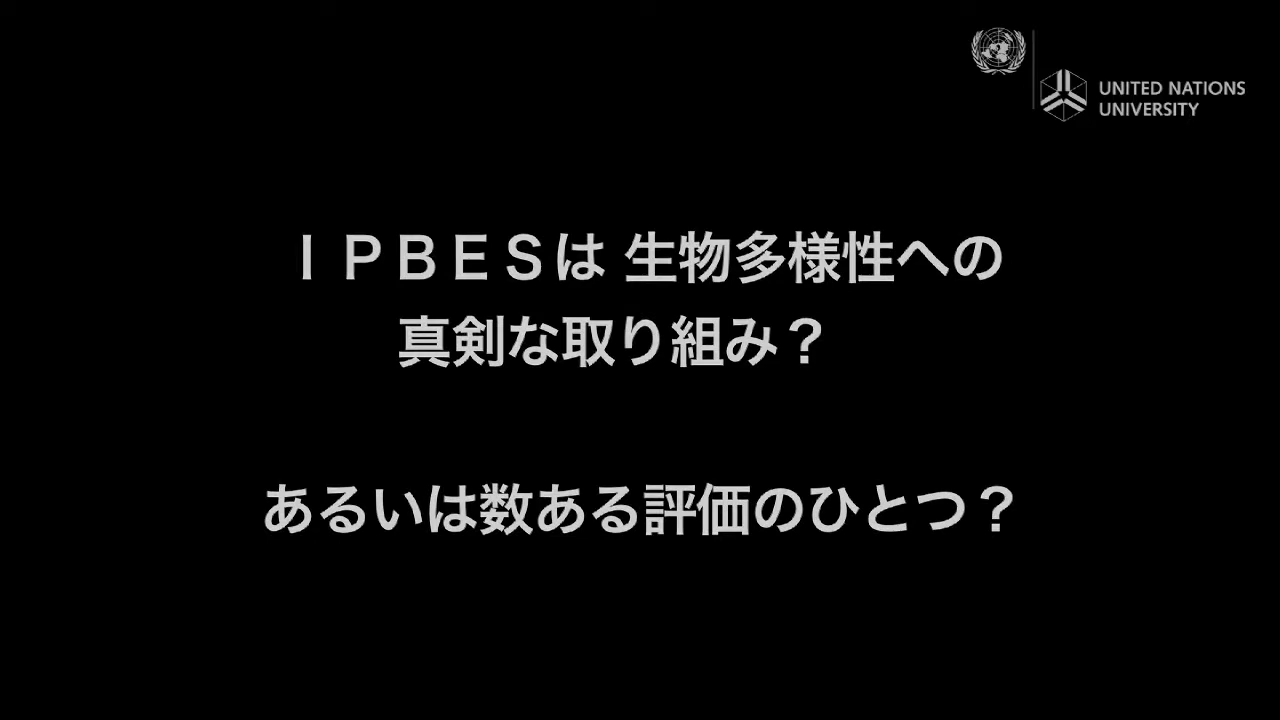 UNITED NATIONS
UNIVERSITY
ＩＰＢＥＳは 生物多様性への
真剣な取り組み？
あるいは数ある評価のひとつ？